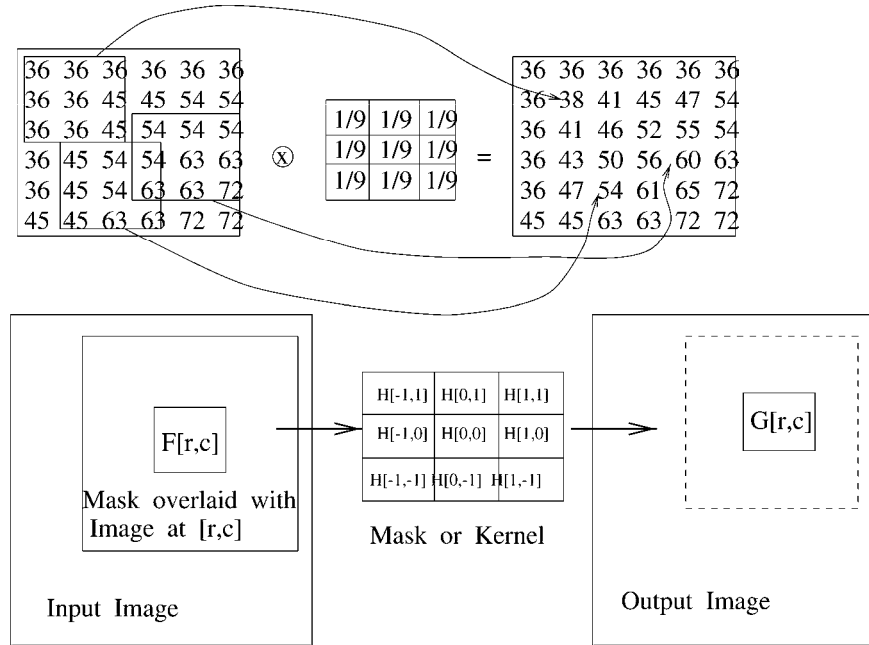 36 36 36 36 36 36
36 36 45 45 54 54
36 36 45 54 54 54
36 45 54 54 63 63
36 45 54 63 63 72
45 45 63 63 72 72
x
1/9 1/9 1/9
1/9 1/9 1/9
1/9 1/9 1/9
=
36 36 36 36 36 36
36 38 41 45 47 54
36 41 46 52 55 54
36 43 50 56 60 63
36 47 54 61 65 72
45 45 63 63 72 72
F[r,c]
Mask overlaid with
Image at [r,c]
Input Image
H[-1,1] H[0,1] H[1,1]
H[-1,0] H[0,0] H[1,0]
H[-1,-1] H[0,-1] H[1,-1]
Mask or Kernel
G[r,c]
Output Image